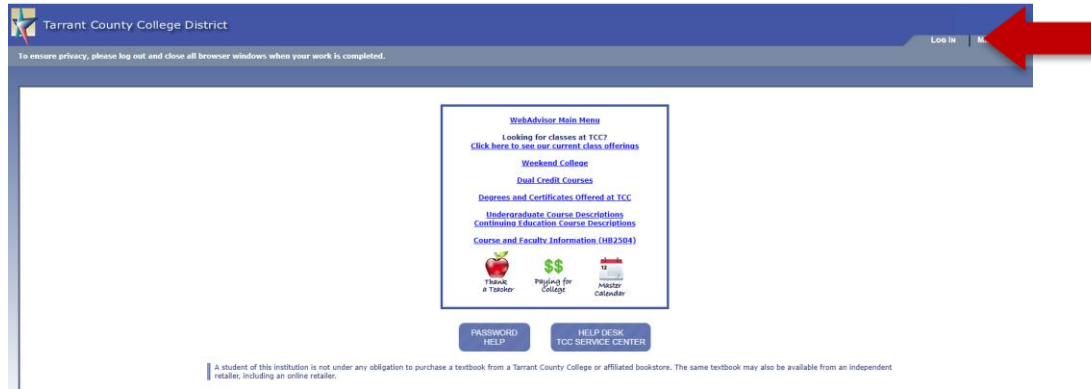 Tarrant County College District
LOG IN
To ensure privacy, please log out and close all browser windows when your work is completed.
WebAdvisor Main Menu
Looking for classes at TCC?
Click here to see our current class offerings
Weekend College
Dual Credit Courses
Degrees and Certificates Offered at TCC
Undergraduate Course Descriptions
Continuing Education Course Descriptions
Course and Faculty Information (HB2504)
$$
12
Thank
a Teacher
Paying for
College
Master
Calendar
PASSWORD
HELP
HELP DESK
TCC SERVICE CENTER
A student of this institution is not under any obligation to purchase a textbook from a Tarrant County College or affiliated bookstore. The same textbook may also be available from an independent
retailer, including an online retailer.